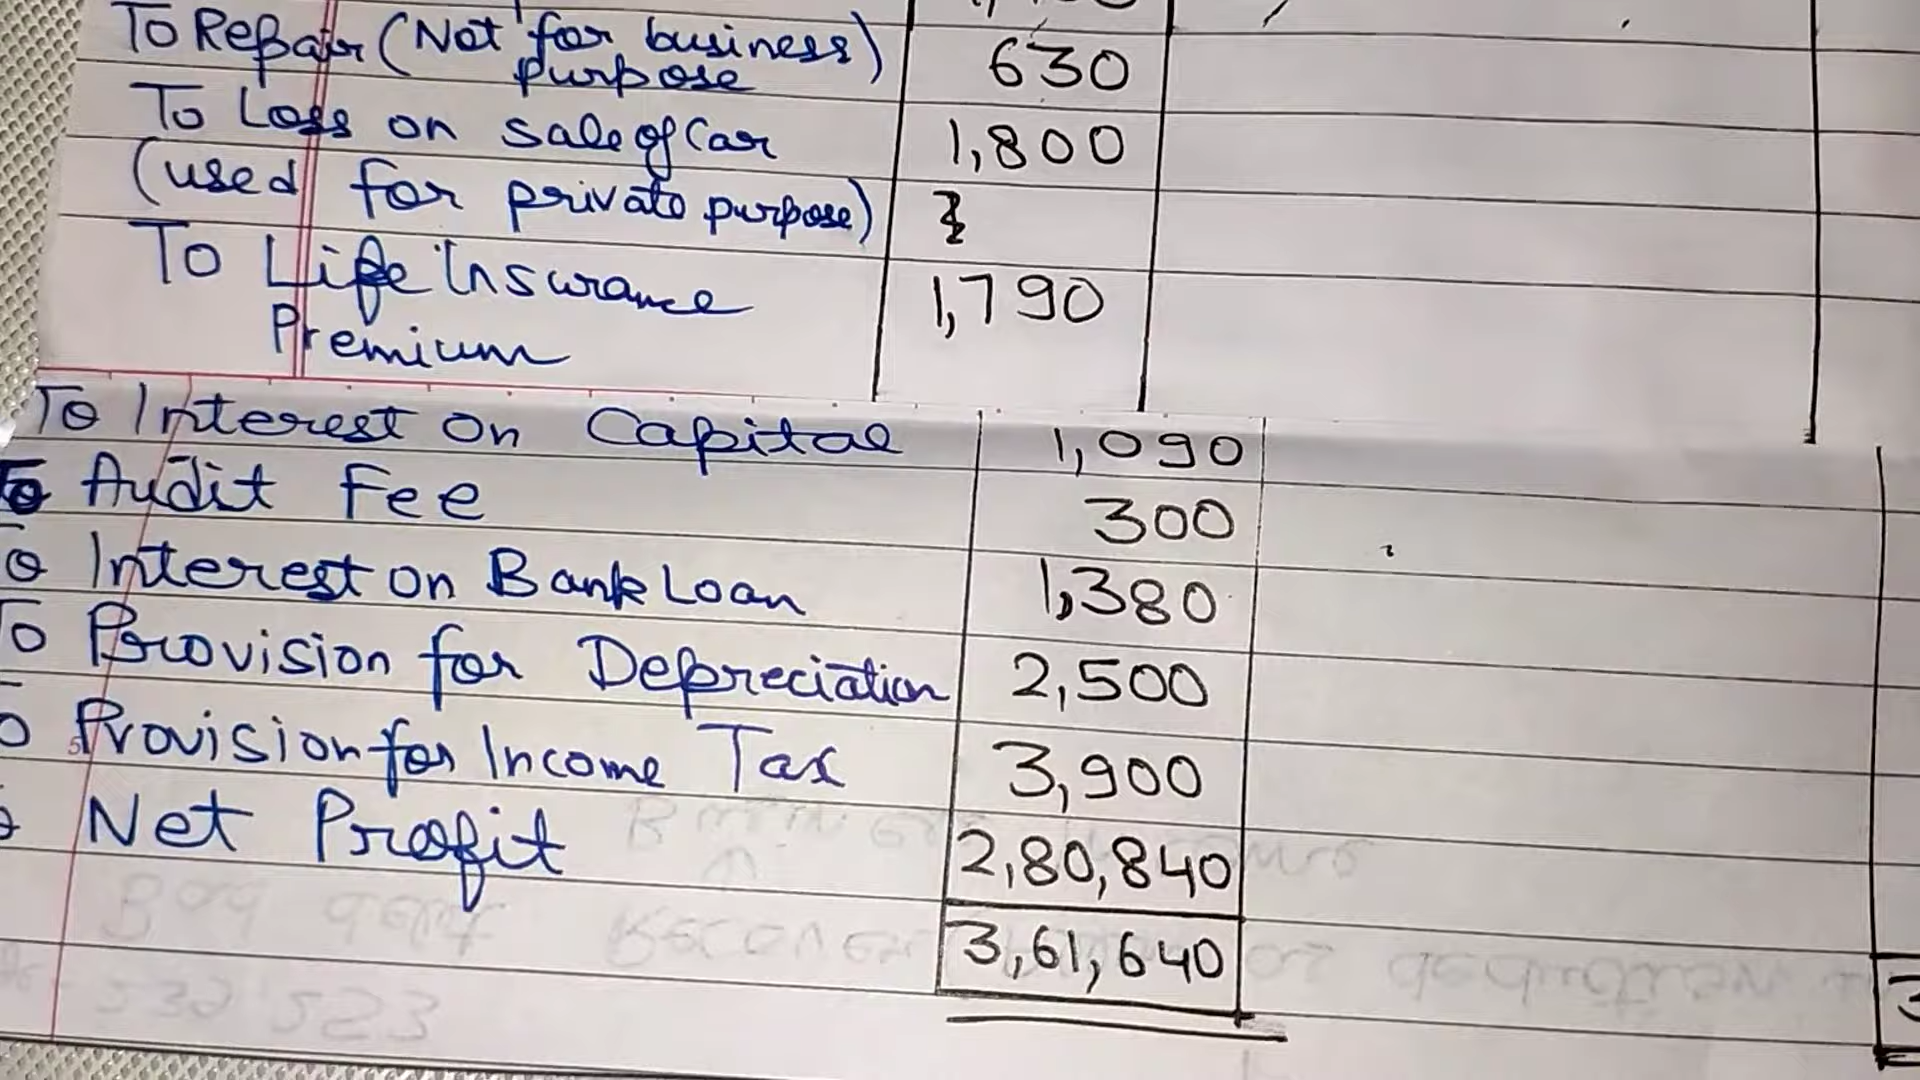 To Repair (Not for business) 630
purpose
To Loss on sale of Car 1,800
(used for private purpose)
To Life Insurance 1,790
Premium
To Interest on Capital 1,090
To Audit Fee 300
To Interest on Bank Loan 1,380
To Provision for Depreciation 2,500
To Provision for Income Tax 3,900
Net Profit 2,80,840
3,61,640
3